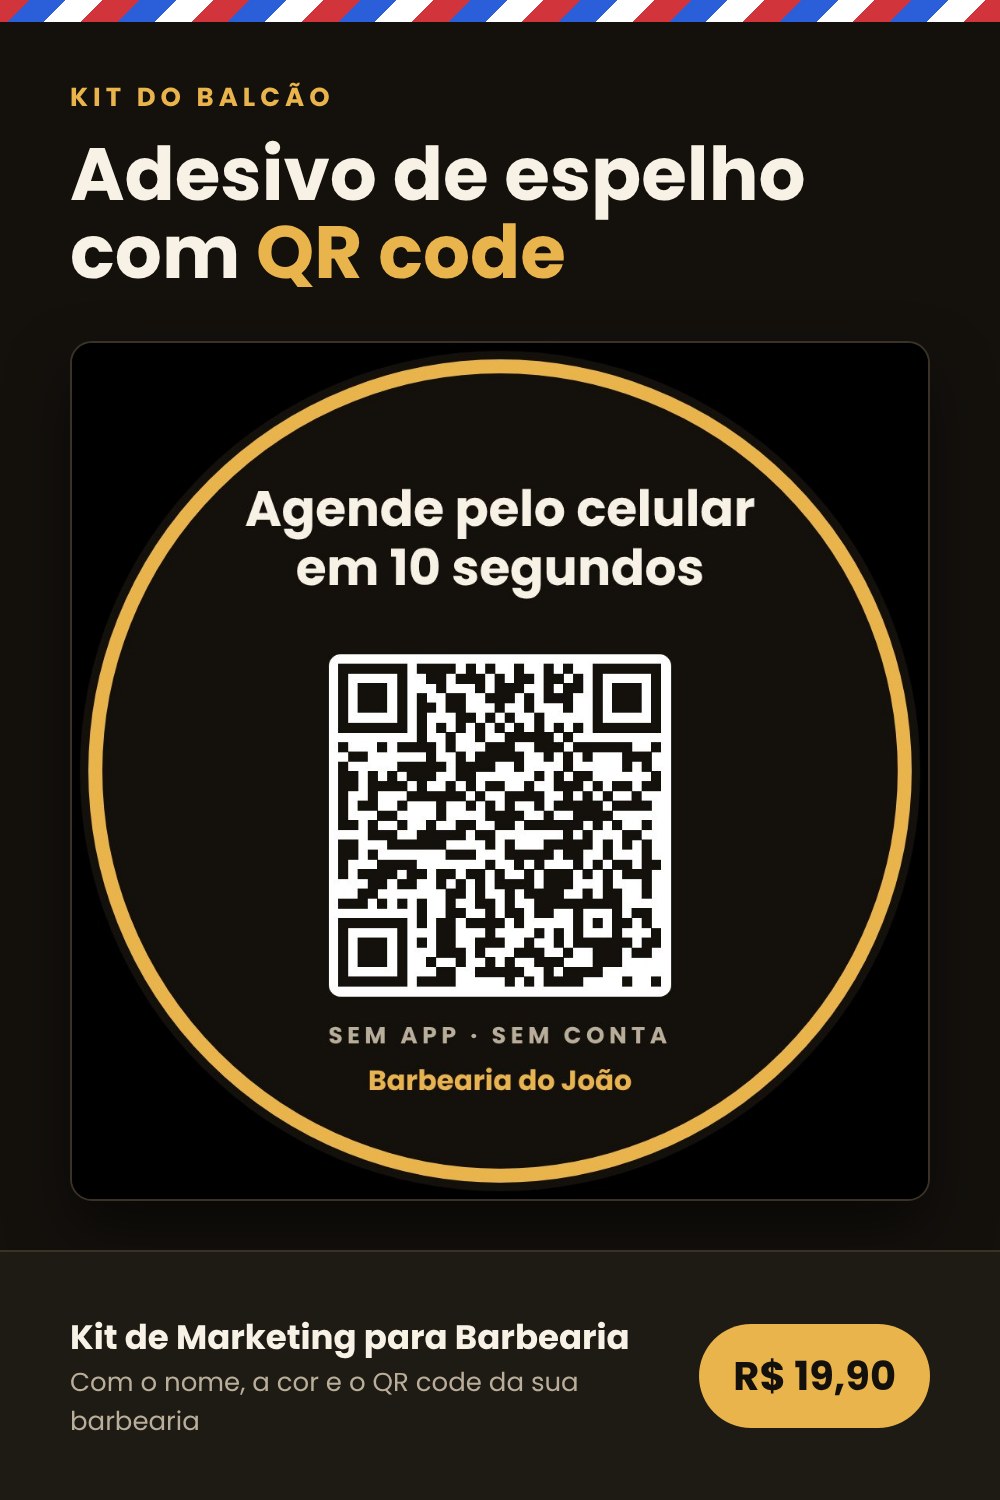 KIT DO BALCÃO
Adesivo de espelho
com QR code
Agende pelo celular
em 10 segundos
SEM APP · SEM CONTA
Barbearia do João
Kit de Marketing para Barbearia
Com o nome, a cor e o QR code da sua
barbearia
R$ 19,90